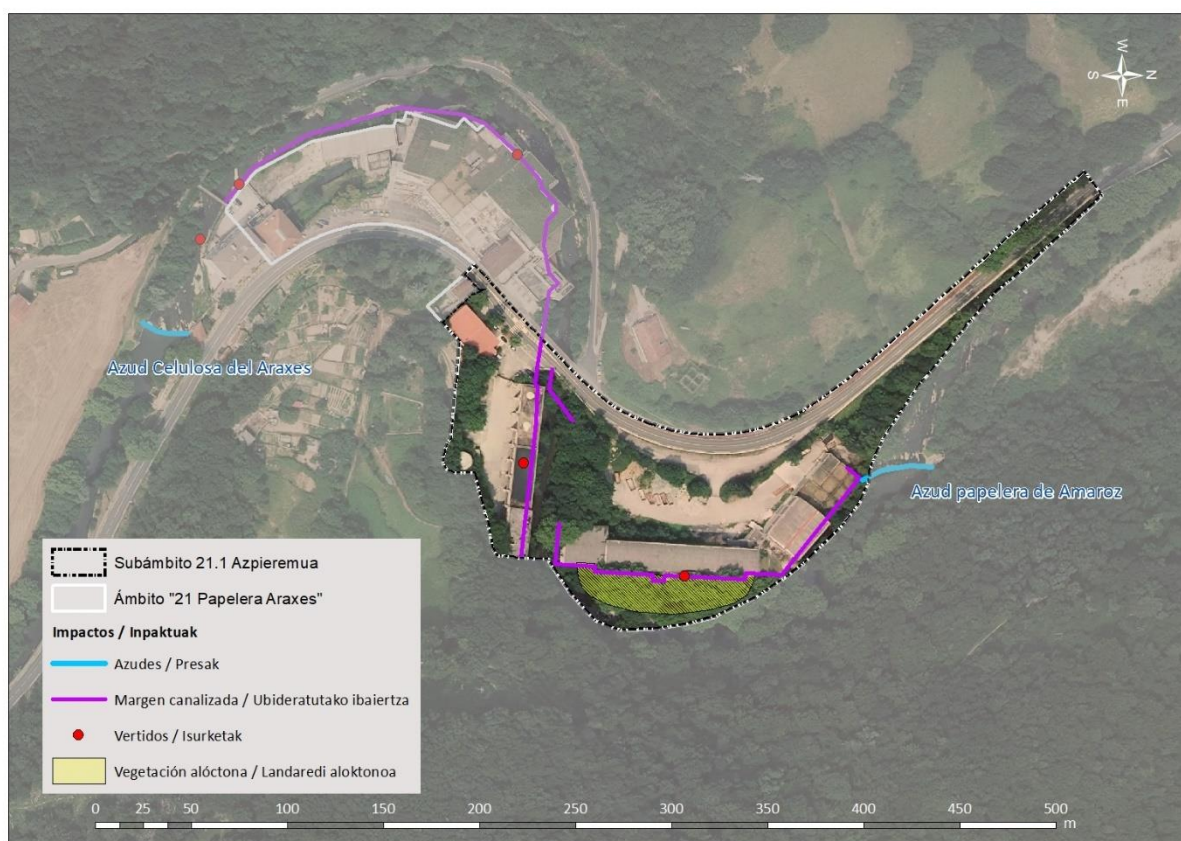 W
S N
E
Azud Celulosa del Araxes
Azud papelera de Amaroz
Subámbito 21.1 Azpieremua
Ámbito "21 Papelera Araxes"
Impactos / Inpaktuak
Azudes / Presak
Margen canalizada / Ubideratutako ibaiertza
Vertidos / Isurketak
Vegetación alóctona / Landaredi aloktonoa
0 25 50 100 150 200 250 300 350 400 450 500
m